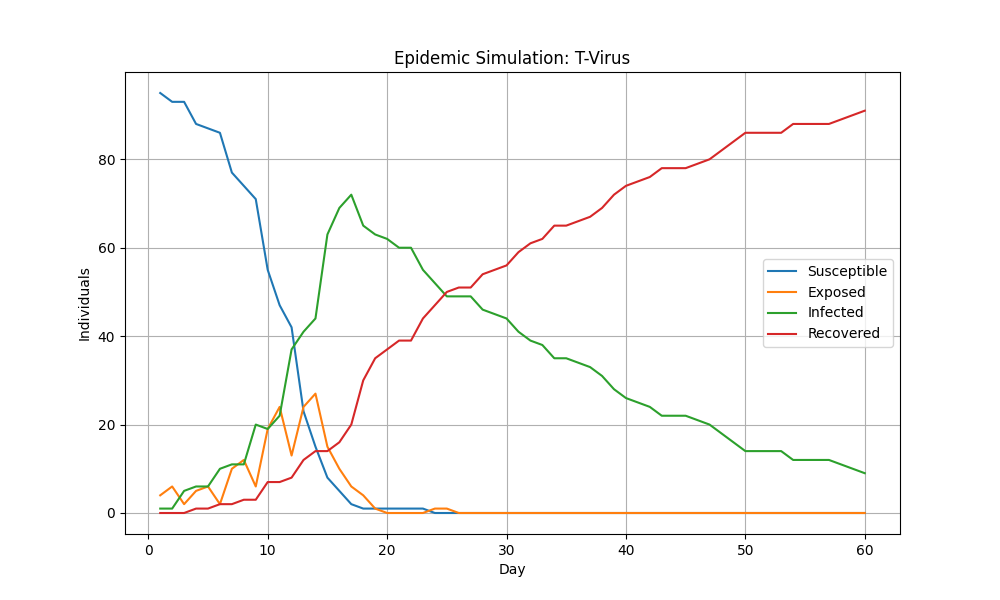 Epidemic Simulation: T-Virus
Individuals
80
60
40
20
0
Susceptible
Exposed
Infected
Recovered
0 10 20 30 40 50 60
Day